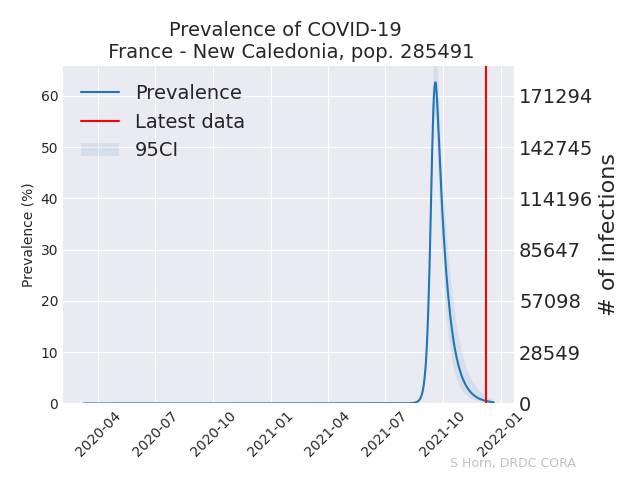 Prevalence of COVID-19
France - New Caledonia, pop. 285491
Prevalence
Latest data
95CI
Prevalence (%)
60
50
40
30
20
10
0
171294
142745
114196
85647
57098
28549
0
# of infections
2020-04
2020-07
2020-10
2021-01
2021-04
2021-07
2021-10
2022-01
S Horn, DRDC CORA